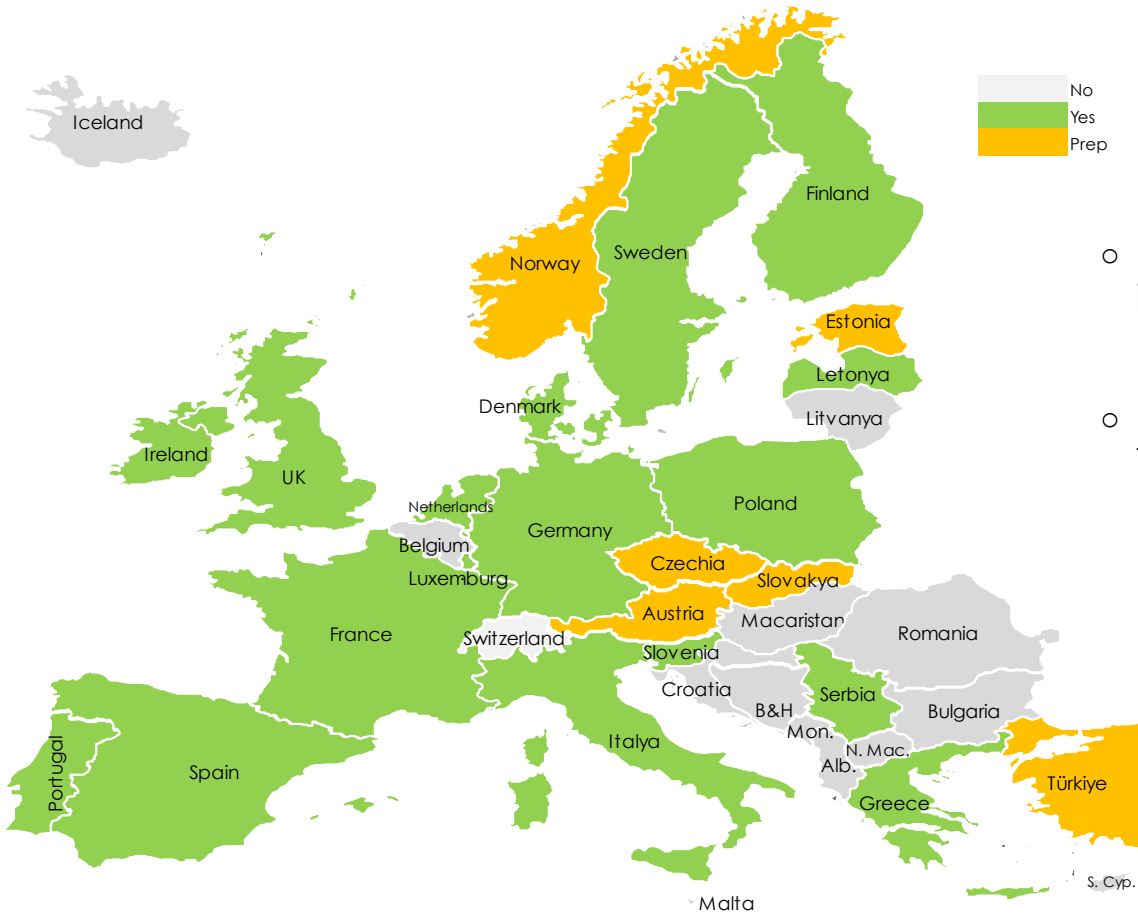 Iceland
No
Yes
Prep
Finland
Sweden
Norway
Estonia
Letonya
Litvanya
Denmark
Ireland
UK
Netherlands
Belgium
Luxemburg
Germany
Poland
Czechia
Slovakya
Austria
Macaristan
Romania
France
Switzerland
Slovenia
Croatia
B&H
Serbia
Bulgaria
Mon.
N. Mac.
Alb.
Italya
Portugal
Spain
Greece
Türkiye
S. Cyp.
Malta